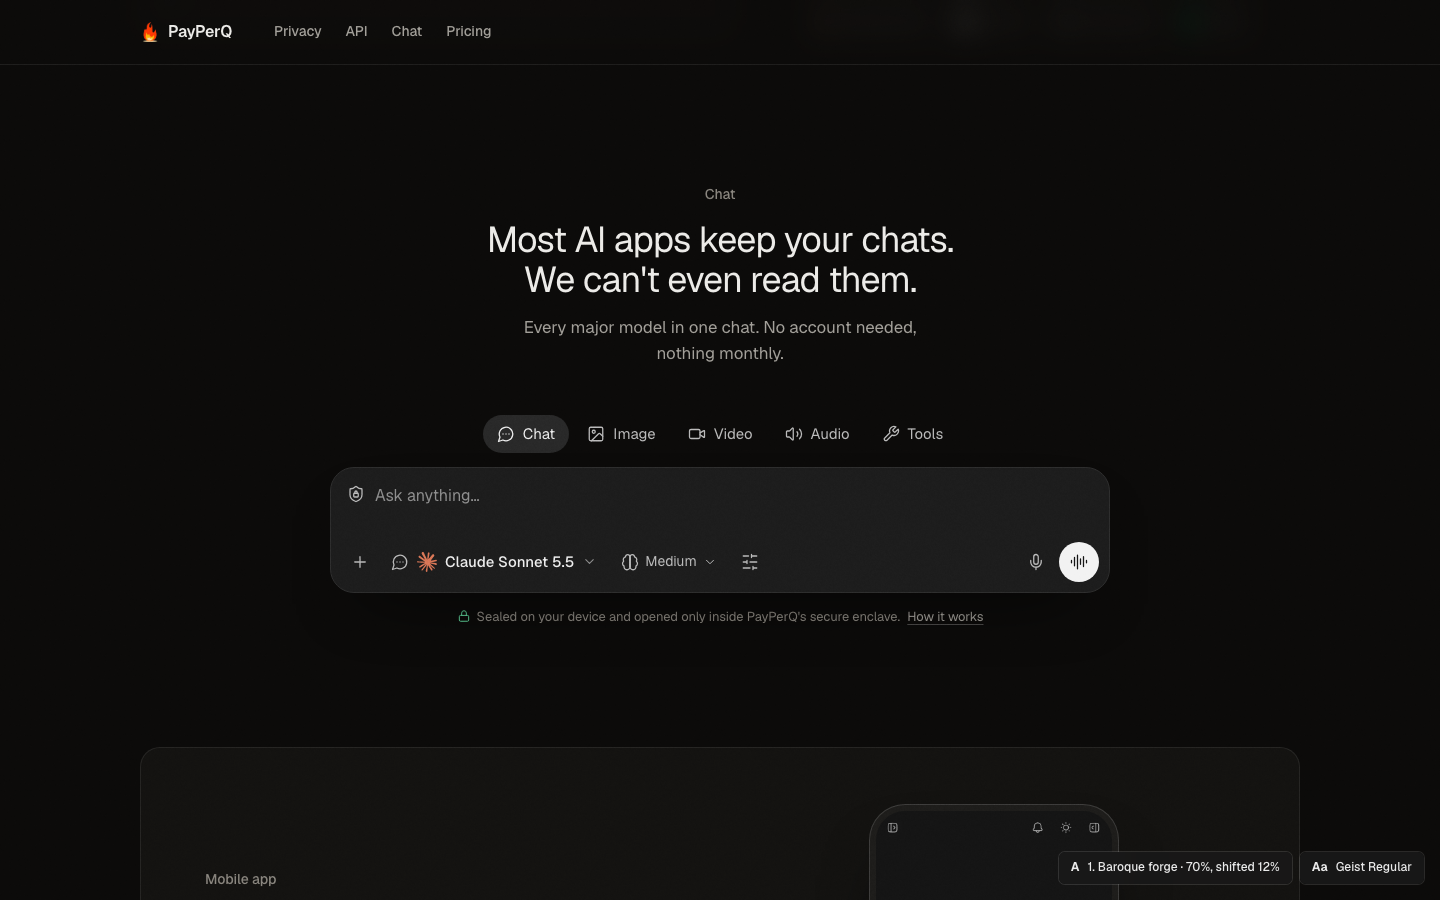 PayPerQ
Privacy
API
Chat
Pricing
Chat
Most AI apps keep your chats.
We can't even read them.
Every major model in one chat. No account needed,
nothing monthly.
Chat
Image
Video
Audio
Tools
Ask anything...
Claude Sonnet 5.5
Medium
Sealed on your device and opened only inside PayPerQ's secure enclave. How it works
Mobile app
A 1. Baroque forge · 70%, shifted 12%
Aa Geist Regular